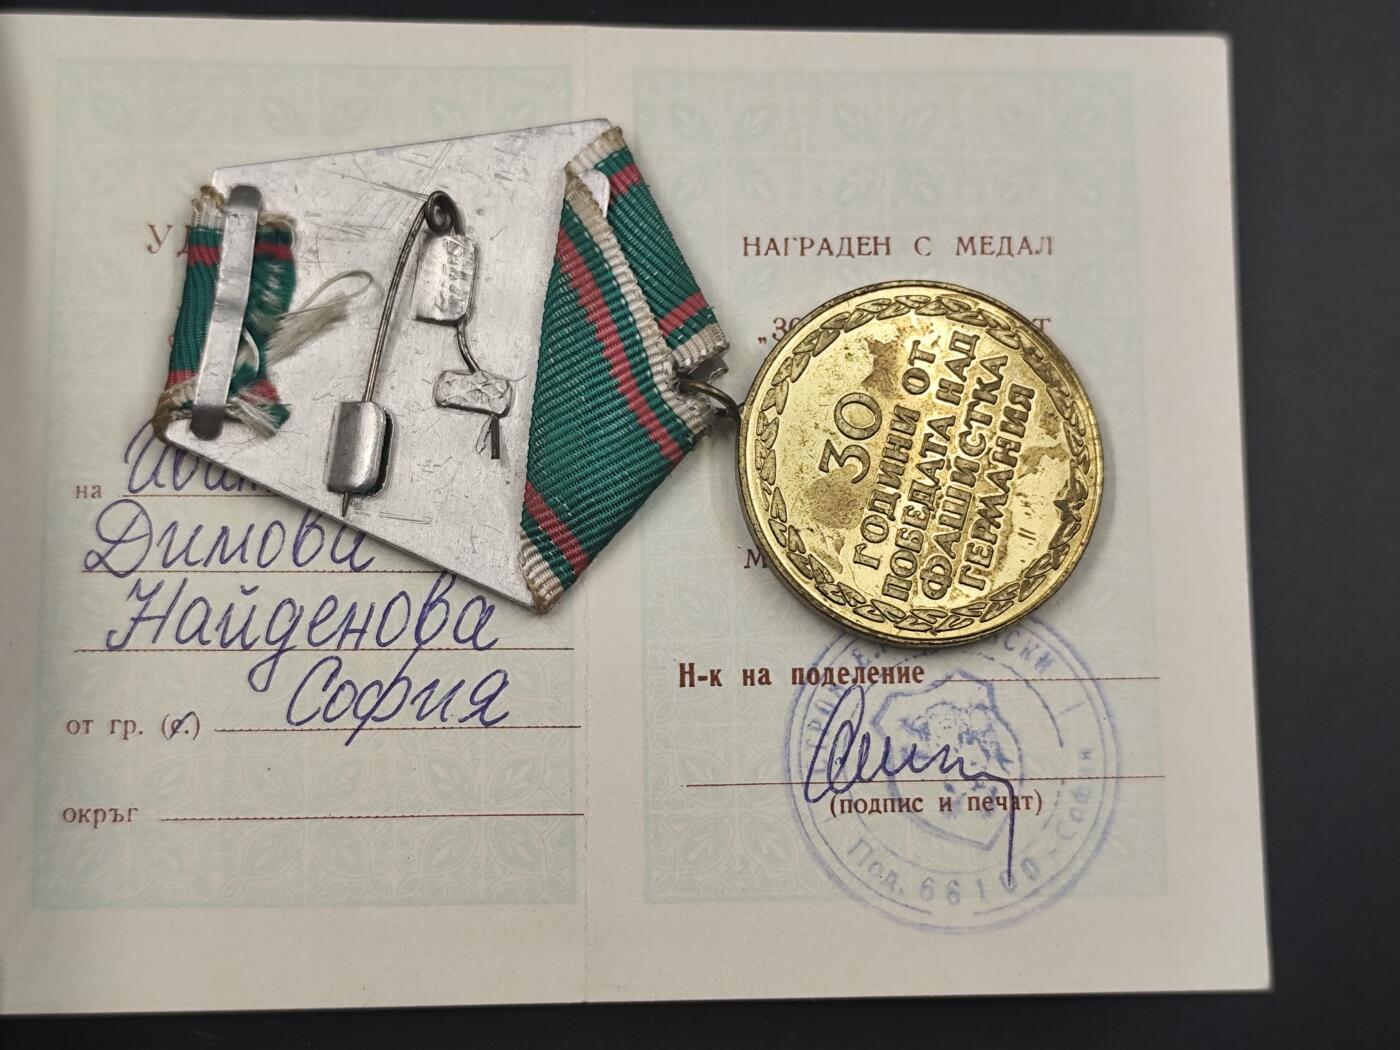 на
Димова
Найденова
от гр. (с.) София
окръг
НАГРАДЕН С МЕДАЛ
30
ГОДИНИ ОТ
ПОБЕДАТА НАД
ФАШИСТКА
ГЕРМАНИЯ
Н-к на поделение
(подпис и печат)
Под. 66100 - София